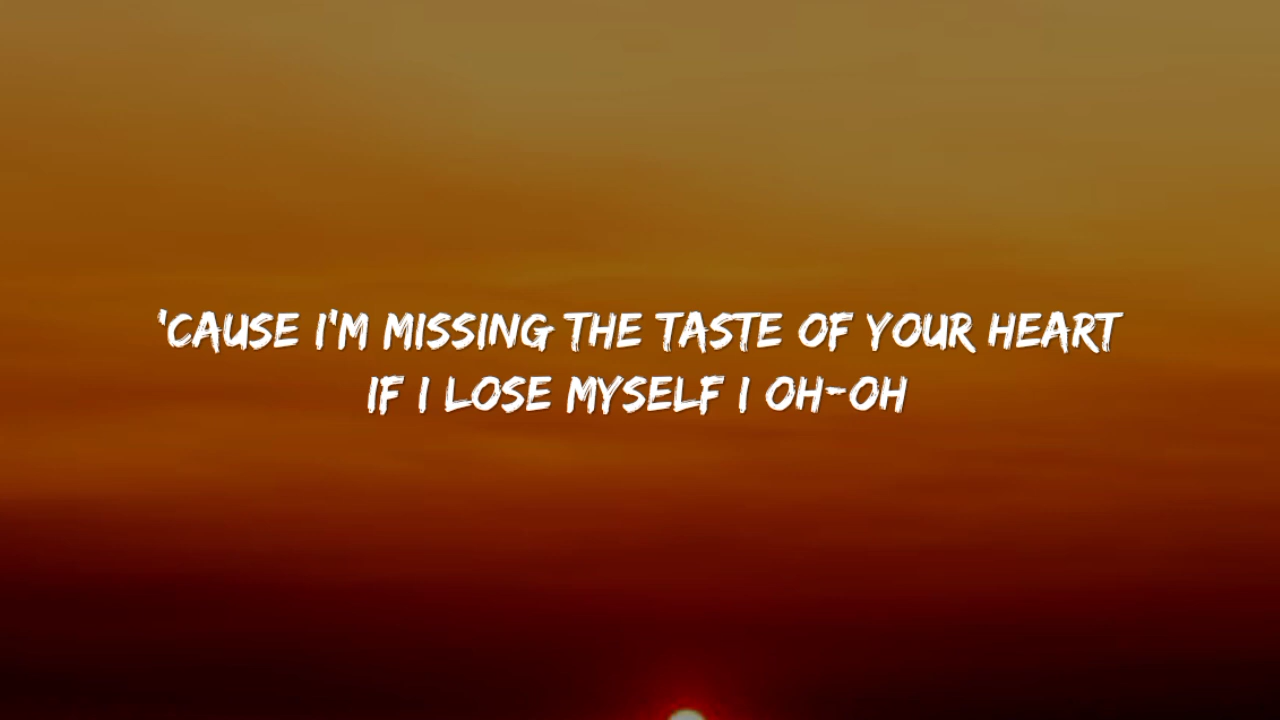 'CAUSE I'M MISSING THE TASTE OF YOUR HEART
IF I LOSE MYSELF I OH-OH